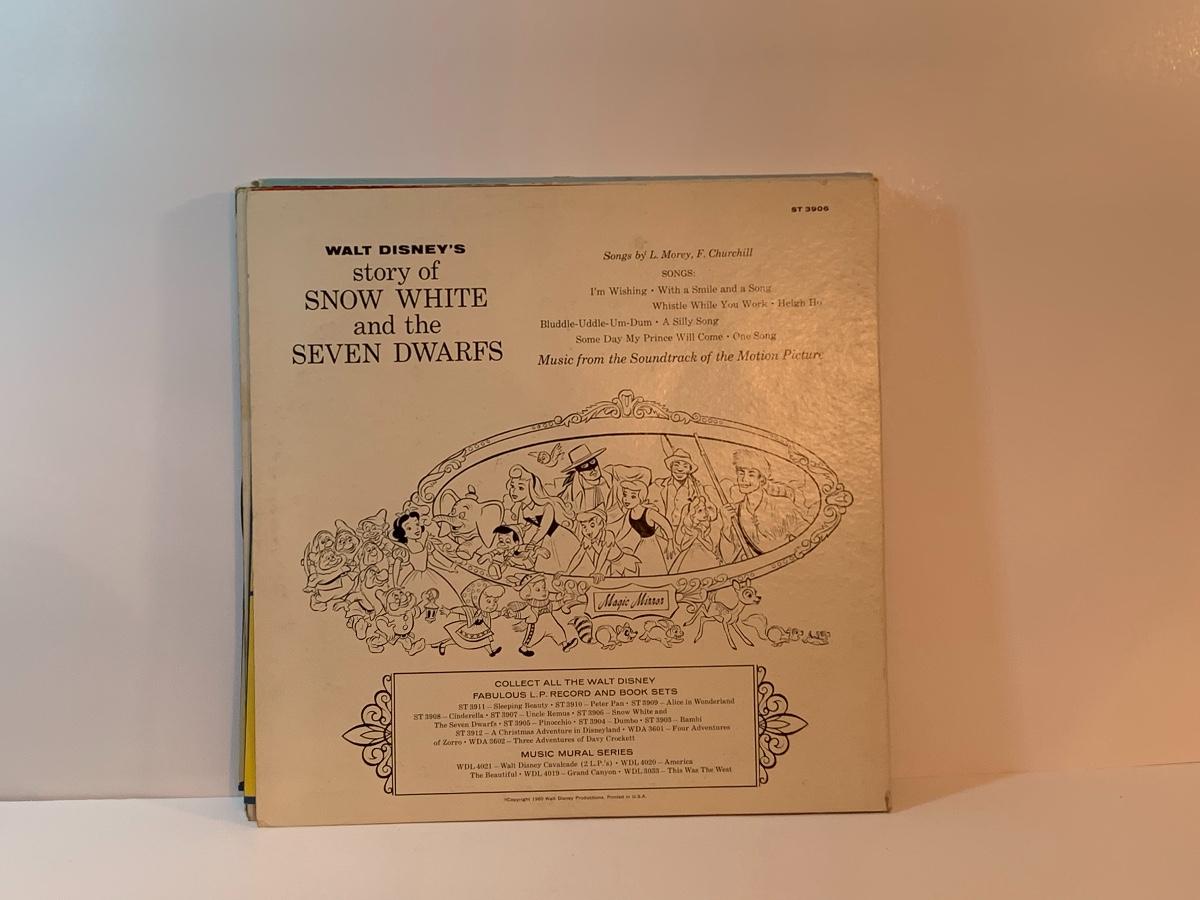 ST 3906
WALT DISNEY'S
story of
SNOW WHITE
and the
SEVEN DWARFS
Songs by L. Morey, F. Churchill
SONGS:
I'm Wishing • With a Smile and a Song
Whistle While You Work • Heigh Ho
Bluddle-Uddle-Um-Dum • A Silly Song
Some Day My Prince Will Come • One Song
Music from the Soundtrack of the Motion Picture
Magic Mirror
COLLECT ALL THE WALT DISNEY
FABULOUS L.P. RECORD AND BOOK SETS
ST 3911 – Sleeping Beauty • ST 3910 – Peter Pan • ST 3909 – Alice in Wonderland
ST 3908 – Cinderella • ST 3907 – Uncle Remus • ST 3906 – Snow White and
The Seven Dwarfs • ST 3905 – Pinocchio • ST 3904 – Dumbo • ST 3903 – Bambi
ST 3912 – A Christmas Adventure in Disneyland • WDA 3601 – Four Adventures
of Zorro • WDA 3602 – Three Adventures of Davy Crockett
MUSIC MURAL SERIES
WDL 4021 – Walt Disney Cavalcade (2 L.P.'s) • WDL 4020 – America
The Beautiful • WDL 4019 – Grand Canyon • WDL 3033 – This Was The West
©Copyright 1960 Walt Disney Productions. Printed in U.S.A.